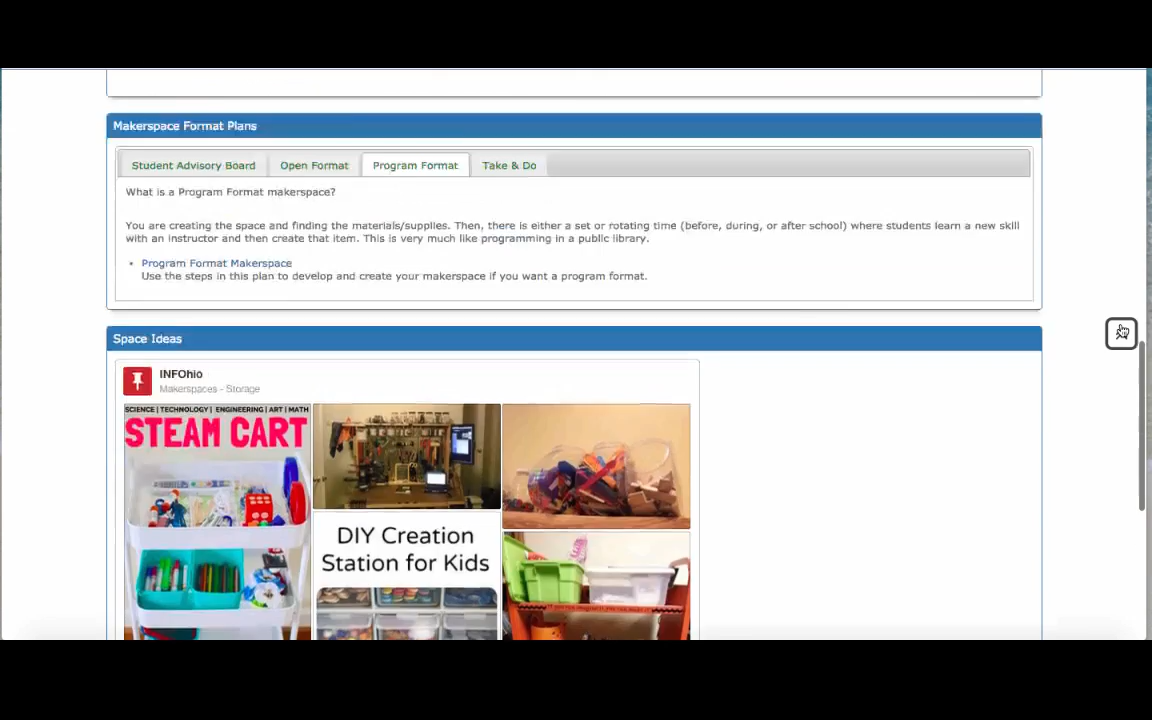 Makerspace Format Plans
Student Advisory Board
Open Format
Program Format
Take & Do
What is a Program Format makerspace?
You are creating the space and finding the materials/supplies. Then, there is either a set or rotating time (before, during, or after school) where students learn a new skill
with an instructor and then create that item. This is very much like programming in a public library.
Program Format Makerspace
Use the steps in this plan to develop and create your makerspace if you want a program format.
Space Ideas
INFOhio
Makerspaces - Storage
SCIENCE | TECHNOLOGY | ENGINEERING | ART | MATH
STEAM CART
DIY Creation
Station for Kids